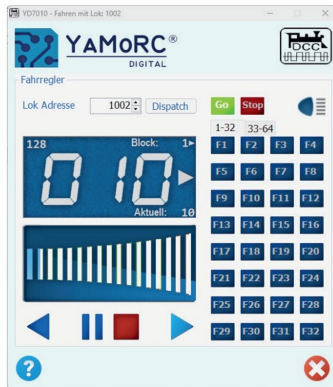 YD7010 - Fahren mit Lok: 1002
YAMoRC®
DIGITAL
DCC
Fahrregler
Lok Adresse 1002 Dispatch Go Stop
1-32 33-64
128 Block: 1
010
Aktuell: 10
F1 F2 F3 F4
F5 F6 F7 F8
F9 F10 F11 F12
F13 F14 F15 F16
F17 F18 F19 F20
F21 F22 F23 F24
F25 F26 F27 F28
F29 F30 F31 F32
?